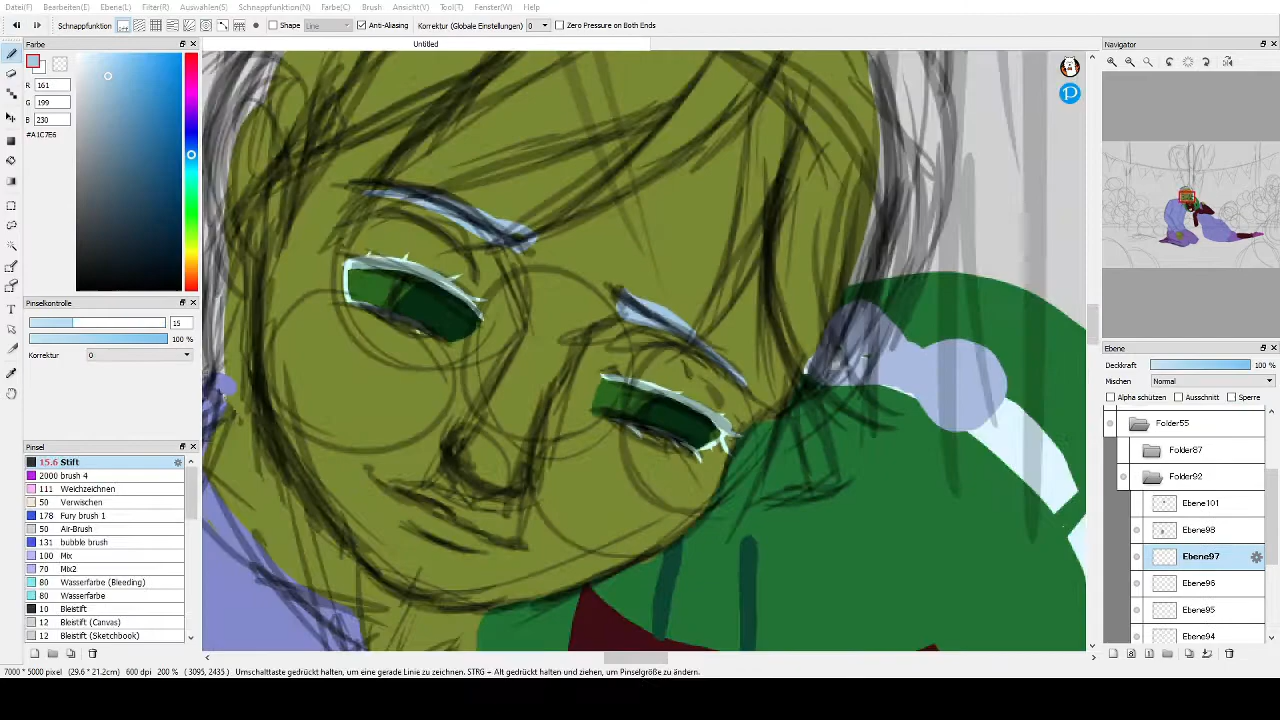 Datei(F) Bearbeiten(E) Ebene(L) Filter(R) Auswahlen(S) Schnappfunktion(N) Farbe(C) Brush Ansicht(V) Tool(T) Fenster(W) Hilfe
Schnappfunktion Shape Line Anti-Aliasing Korrektur (Globale Einstellungen) 0 Zero Pressure on Both Ends
Farbe
Untitled
Navigator
R 161
G 199
B 230
#A1C7E6
Pinselkontrolle
15
100 %
Korrektur 0
Ebene
Deckkraft 100 %
Mischen Normal
Alpha schützen Ausschnitt Sperre
Folder55
Folder87
Folder92
Ebene101
Ebene98
Ebene97
Ebene96
Ebene95
Ebene94
Pinsel
15.6 Stift
2000 brush 4
111 Weichzeichnen
50 Verwischen
178 Fury brush 1
50 Air-Brush
131 bubble brush
100 Mix
70 Mix2
80 Wasserfarbe (Bleeding)
80 Wasserfarbe
10 Bleistift
12 Bleistift (Canvas)
12 Bleistift (Sketchbook)
7000 * 5000 pixel (29.6 * 21.2cm) 600 dpi 200 % ( 3095, 2435 ) Umschalttaste gedrückt halten, um eine gerade Linie zu zeichnen. STRG + Alt gedrückt halten und ziehen, um Pinselgröße zu ändern.